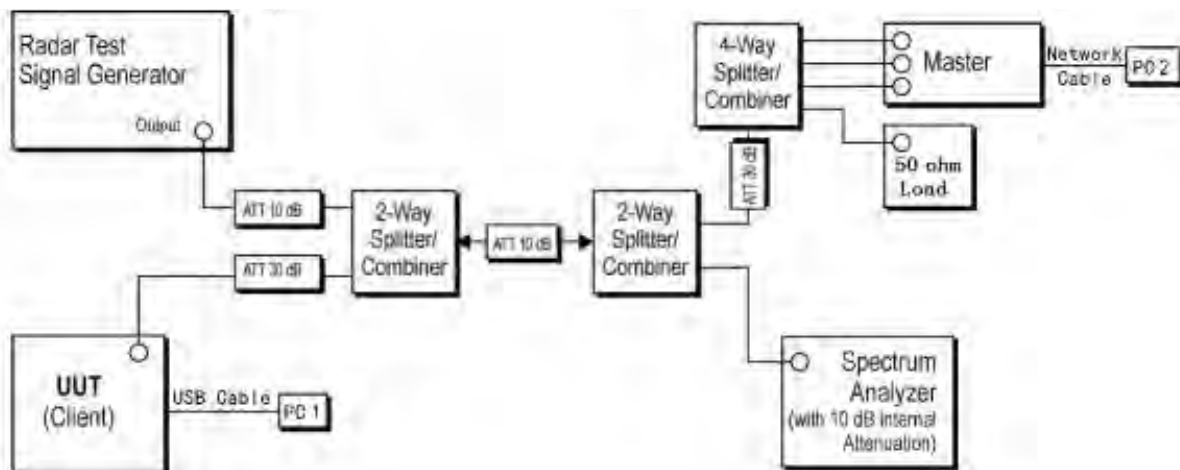 Radar Test
Signal Generator
Output
ATT 10 dB
ATT 30 dB
2-Way
Splitter/
Combiner
ATT 10 dB
2-Way
Splitter/
Combiner
4-Way
Splitter/
Combiner
ATT 30 dB
Master
Network
Cable
PC 2
50 ohm
Load
UUT
(Client)
USB Cable
PC 1
Spectrum
Analyzer
(with 10 dB Internal
Attenuation)